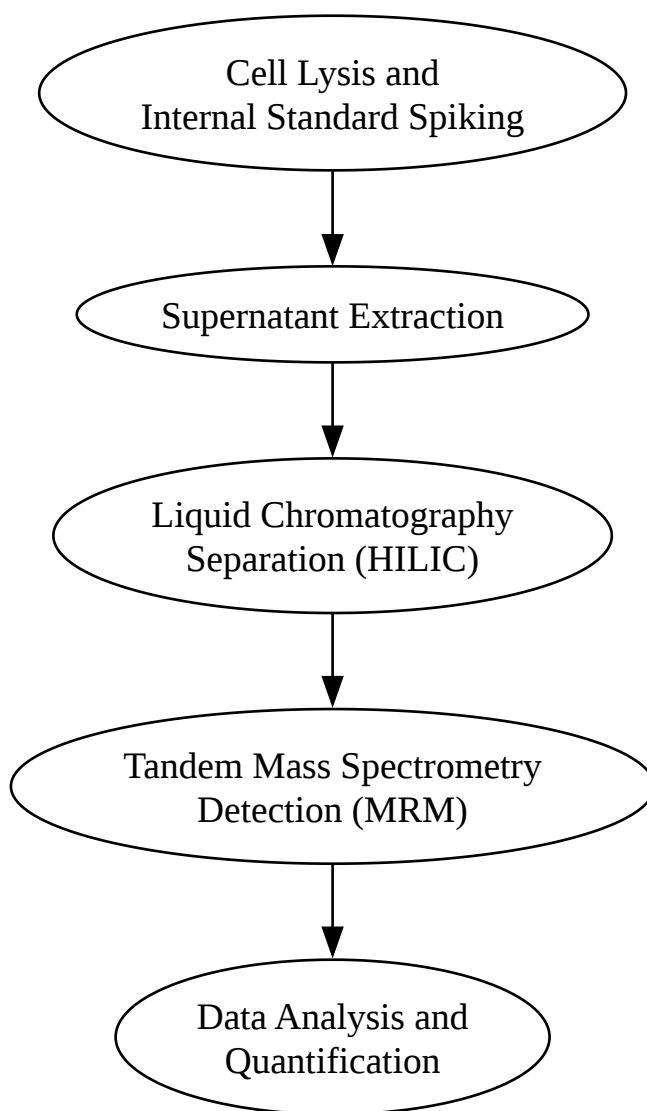 Cell Lysis and
Internal Standard Spiking
Supernatant Extraction
Liquid Chromatography
Separation (HILIC)
Tandem Mass Spectrometry
Detection (MRM)
Data Analysis and
Quantification